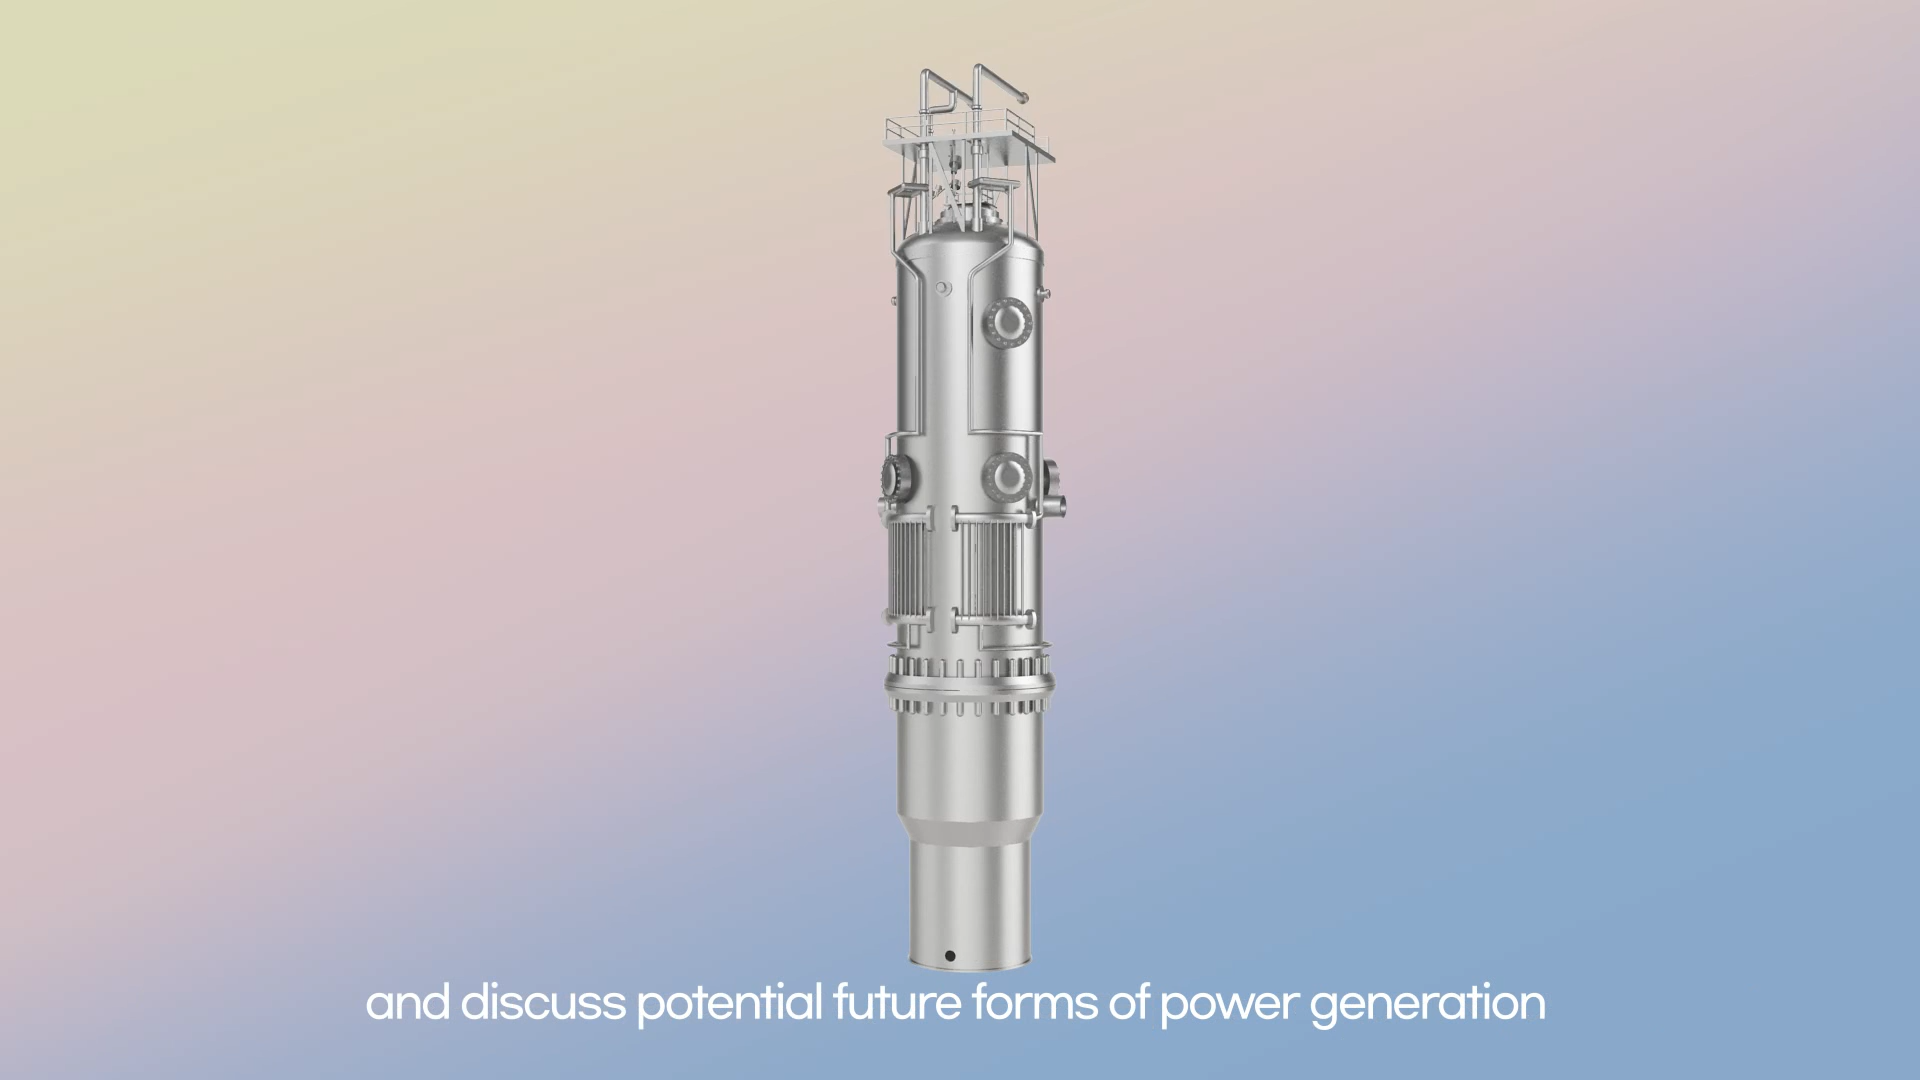 and discuss potential future forms of power generation